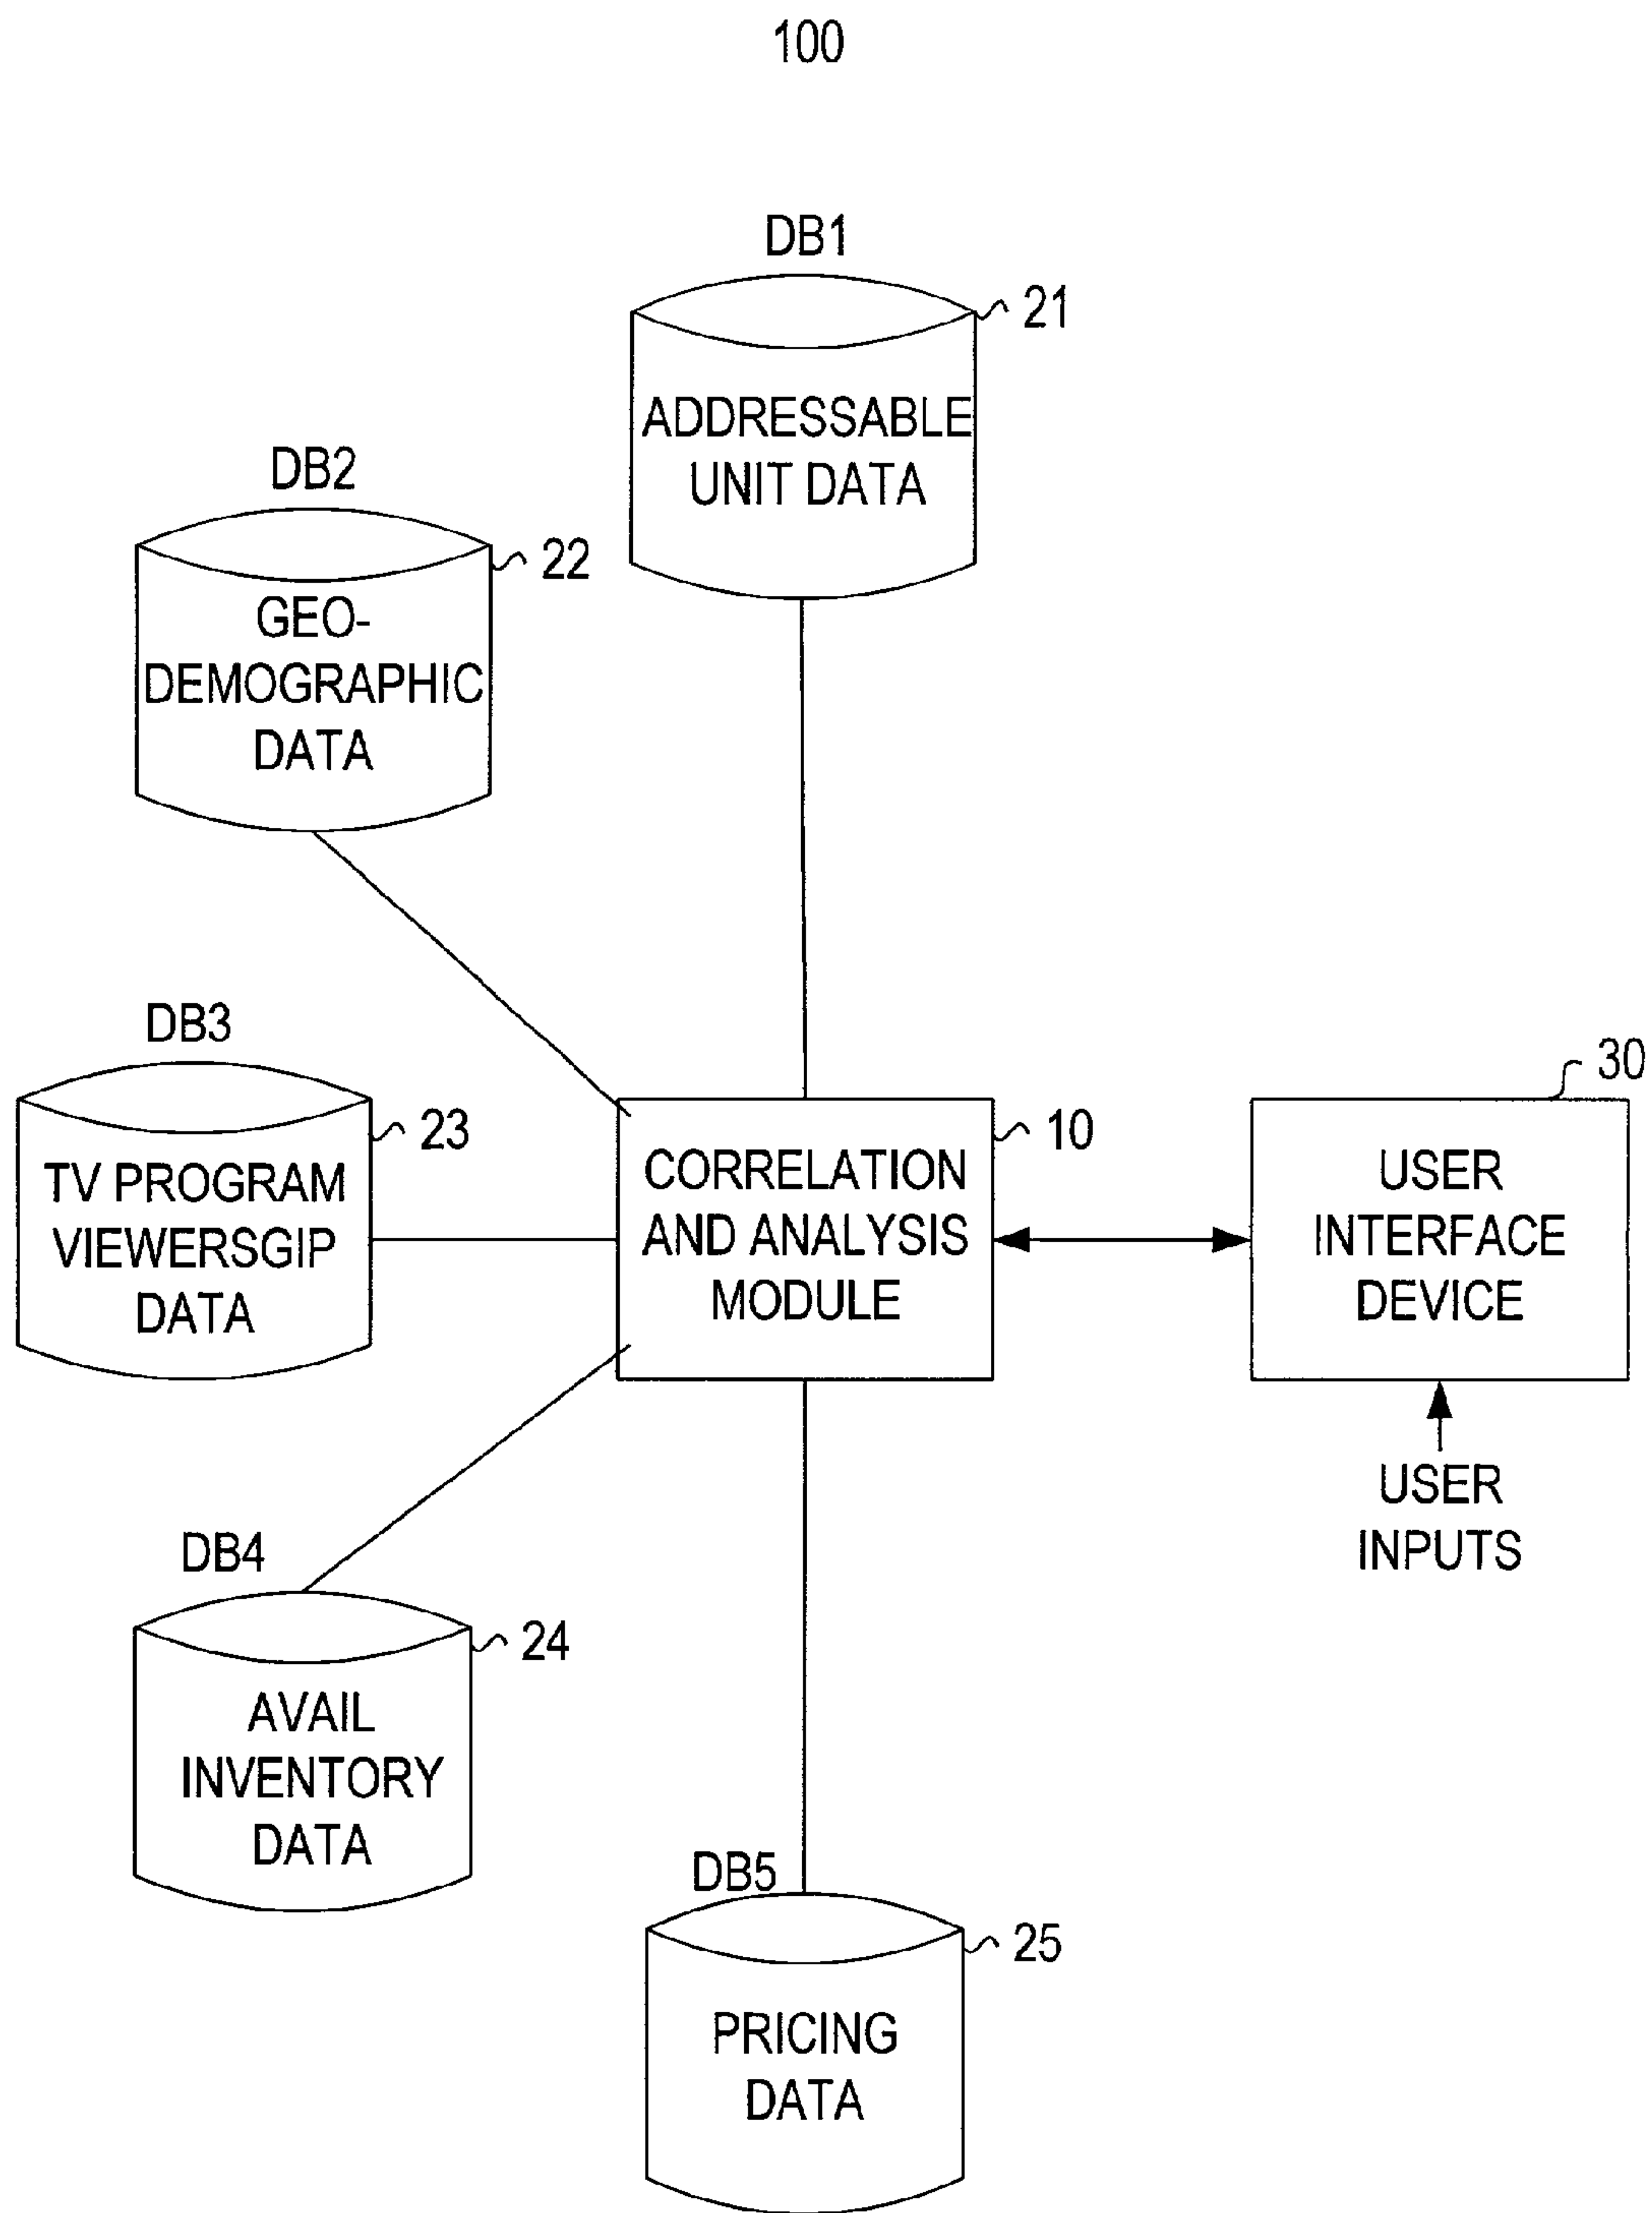 100
DB1
21
ADDRESSABLE
UNIT DATA
DB2
22
GEO-
DEMOGRAPHIC
DATA
DB3
23
TV PROGRAM
VIEWERSGIP
DATA
10
CORRELATION
AND ANALYSIS
MODULE
30
USER
INTERFACE
DEVICE
USER
INPUTS
DB4
24
AVAIL
INVENTORY
DATA
DB5
25
PRICING
DATA